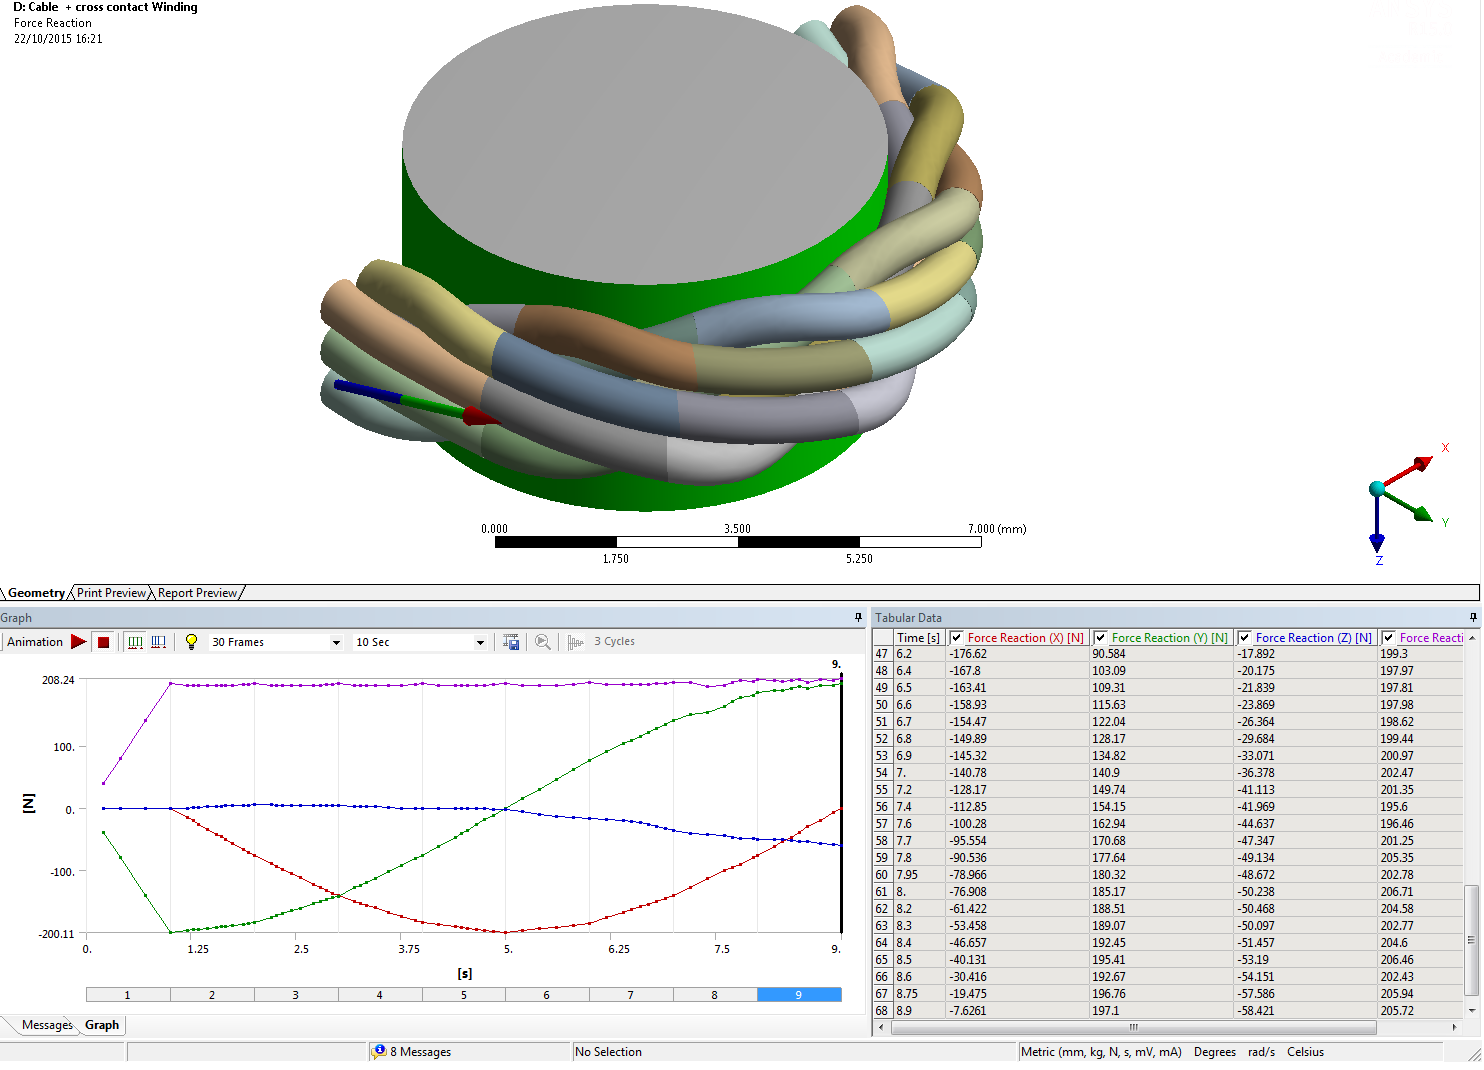 D: Cable + cross contact Winding
Force Reaction
22/10/2015 16:21
X
Y
Z
0.000 3.500 7.000 (mm)
1.750 5.250
Geometry Print Preview Report Preview
Graph
Animation 30 Frames 10 Sec 3 Cycles
9.
208.24
100.
0.
-100.
-200.11
[N]
0. 1.25 2.5 3.75 5. 6.25 7.5 9.
[s]
1 2 3 4 5 6 7 8 9
Messages Graph
Tabular Data
Time [s] Force Reaction (X) [N] Force Reaction (Y) [N] Force Reaction (Z) [N] Force Reacti
47 6.2 -176.62 90.584 -17.892 199.3
48 6.4 -167.8 103.09 -20.175 197.97
49 6.5 -163.41 109.31 -21.839 197.81
50 6.6 -158.93 115.63 -23.869 197.98
51 6.7 -154.47 122.04 -26.364 198.62
52 6.8 -149.89 128.17 -29.684 199.44
53 6.9 -145.32 134.82 -33.071 200.97
54 7. -140.78 140.9 -36.378 202.47
55 7.2 -128.17 149.74 -41.113 201.35
56 7.4 -112.85 154.15 -41.969 195.6
57 7.6 -100.28 162.94 -44.637 196.46
58 7.7 -95.554 170.68 -47.347 201.25
59 7.8 -90.536 177.64 -49.134 205.35
60 7.95 -78.966 180.32 -48.672 202.78
61 8. -76.908 185.17 -50.238 206.71
62 8.2 -61.422 188.51 -50.468 204.58
63 8.3 -53.458 189.07 -50.097 202.77
64 8.4 -46.657 192.45 -51.457 204.6
65 8.5 -40.131 195.41 -53.19 206.46
66 8.6 -30.416 192.67 -54.151 202.43
67 8.75 -19.475 196.76 -57.586 205.94
68 8.9 -7.6261 197.1 -58.421 205.72
8 Messages No Selection Metric (mm, kg, N, s, mV, mA) Degrees rad/s Celsius